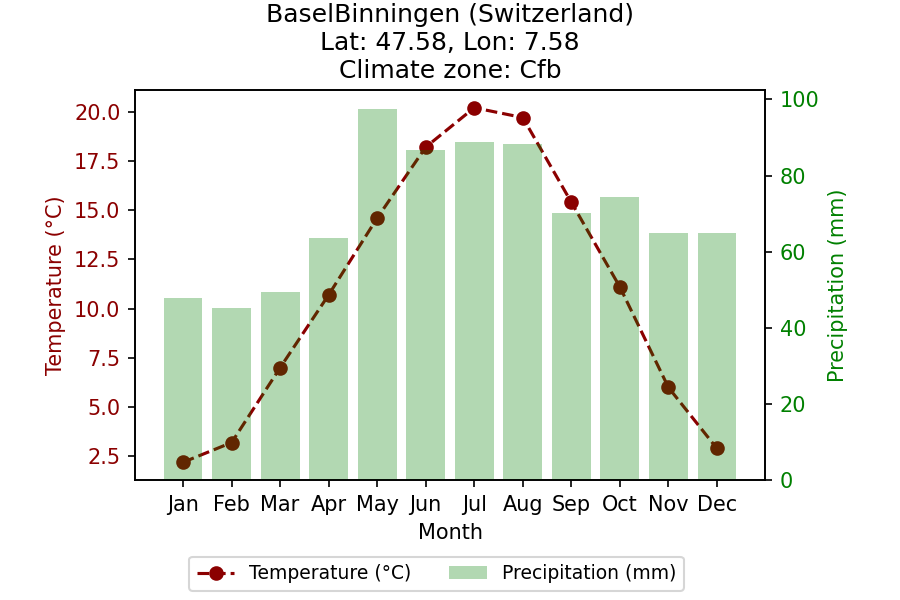 BaselBinningen (Switzerland)
Lat: 47.58, Lon: 7.58
Climate zone: Cfb
Temperature (°C)
20.0
17.5
15.0
12.5
10.0
7.5
5.0
2.5
100
80
60
40
20
0
Precipitation (mm)
Jan Feb Mar Apr May Jun Jul Aug Sep Oct Nov Dec
Month
Temperature (°C) Precipitation (mm)